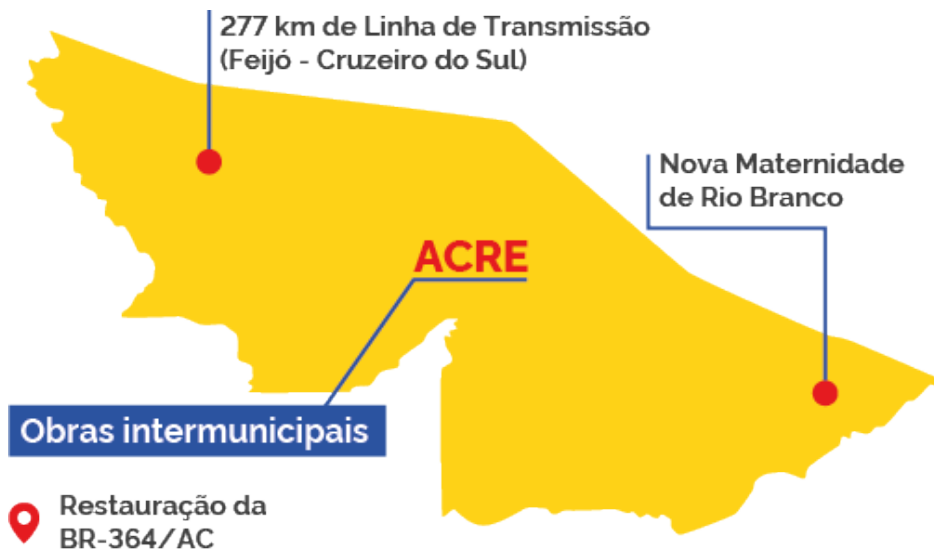 277 km de Linha de Transmissão
(Feijó - Cruzeiro do Sul)
Nova Maternidade
de Rio Branco
ACRE
Obras intermunicipais
Restauração da
BR-364/AC